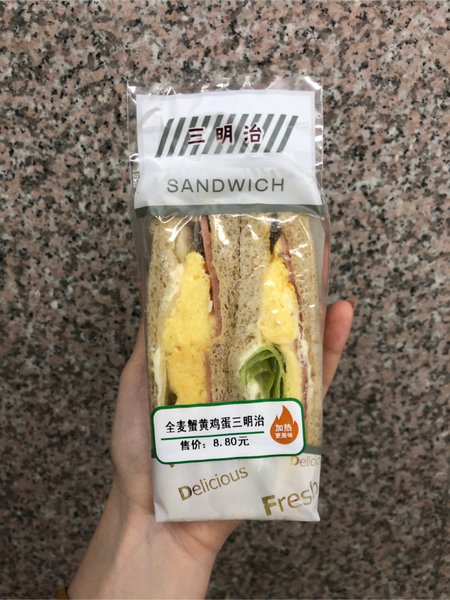 三明治
SANDWICH
全麦蟹黄鸡蛋三明治
售价：8.80元
加热
更美味
Delicious
Delicio
Fresh